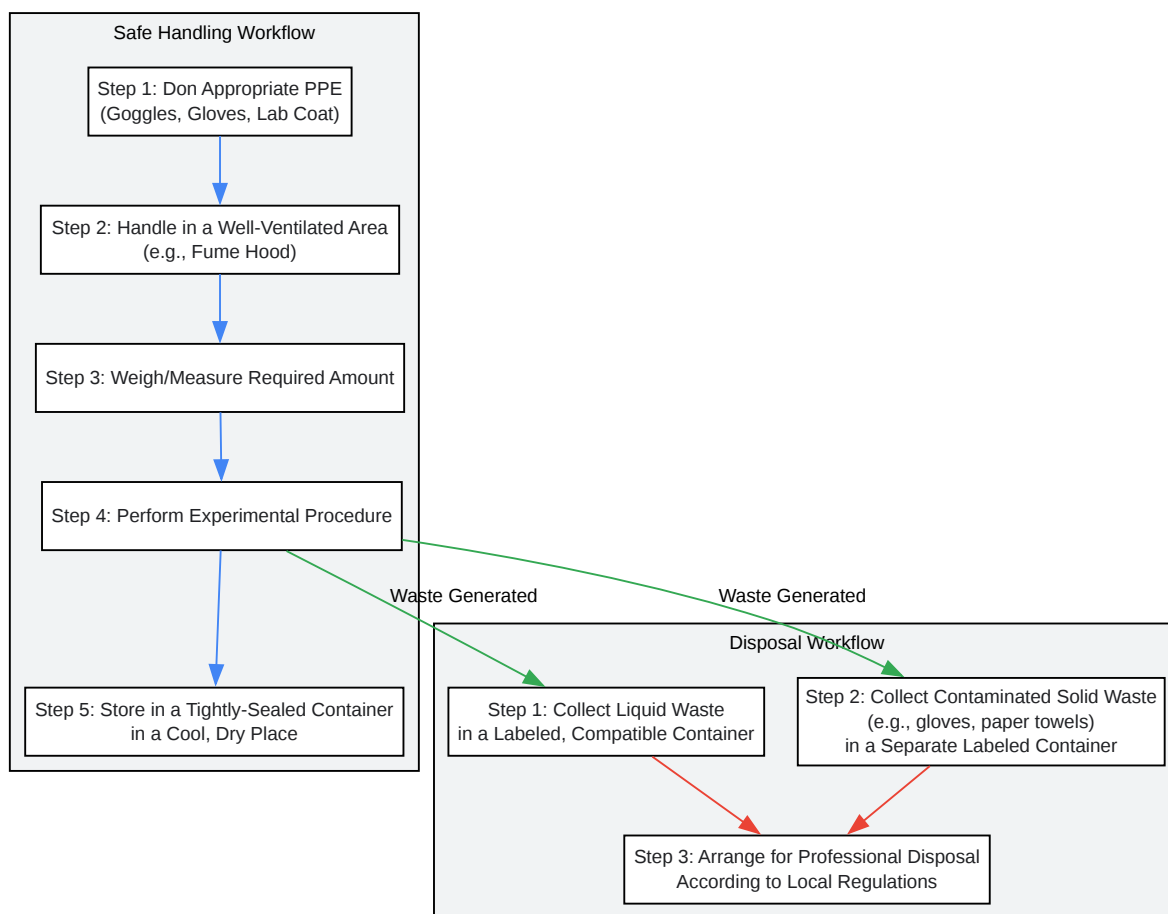 Safe Handling Workflow
Step 1: Don Appropriate PPE
(Goggles, Gloves, Lab Coat)
Step 2: Handle in a Well-Ventilated Area
(e.g., Fume Hood)
Step 3: Weigh/Measure Required Amount
Step 4: Perform Experimental Procedure
Waste Generated
Waste Generated
Step 5: Store in a Tightly-Sealed Container
in a Cool, Dry Place
Disposal Workflow
Step 1: Collect Liquid Waste
in a Labeled, Compatible Container
Step 2: Collect Contaminated Solid Waste
(e.g., gloves, paper towels)
in a Separate Labeled Container
Step 3: Arrange for Professional Disposal
According to Local Regulations